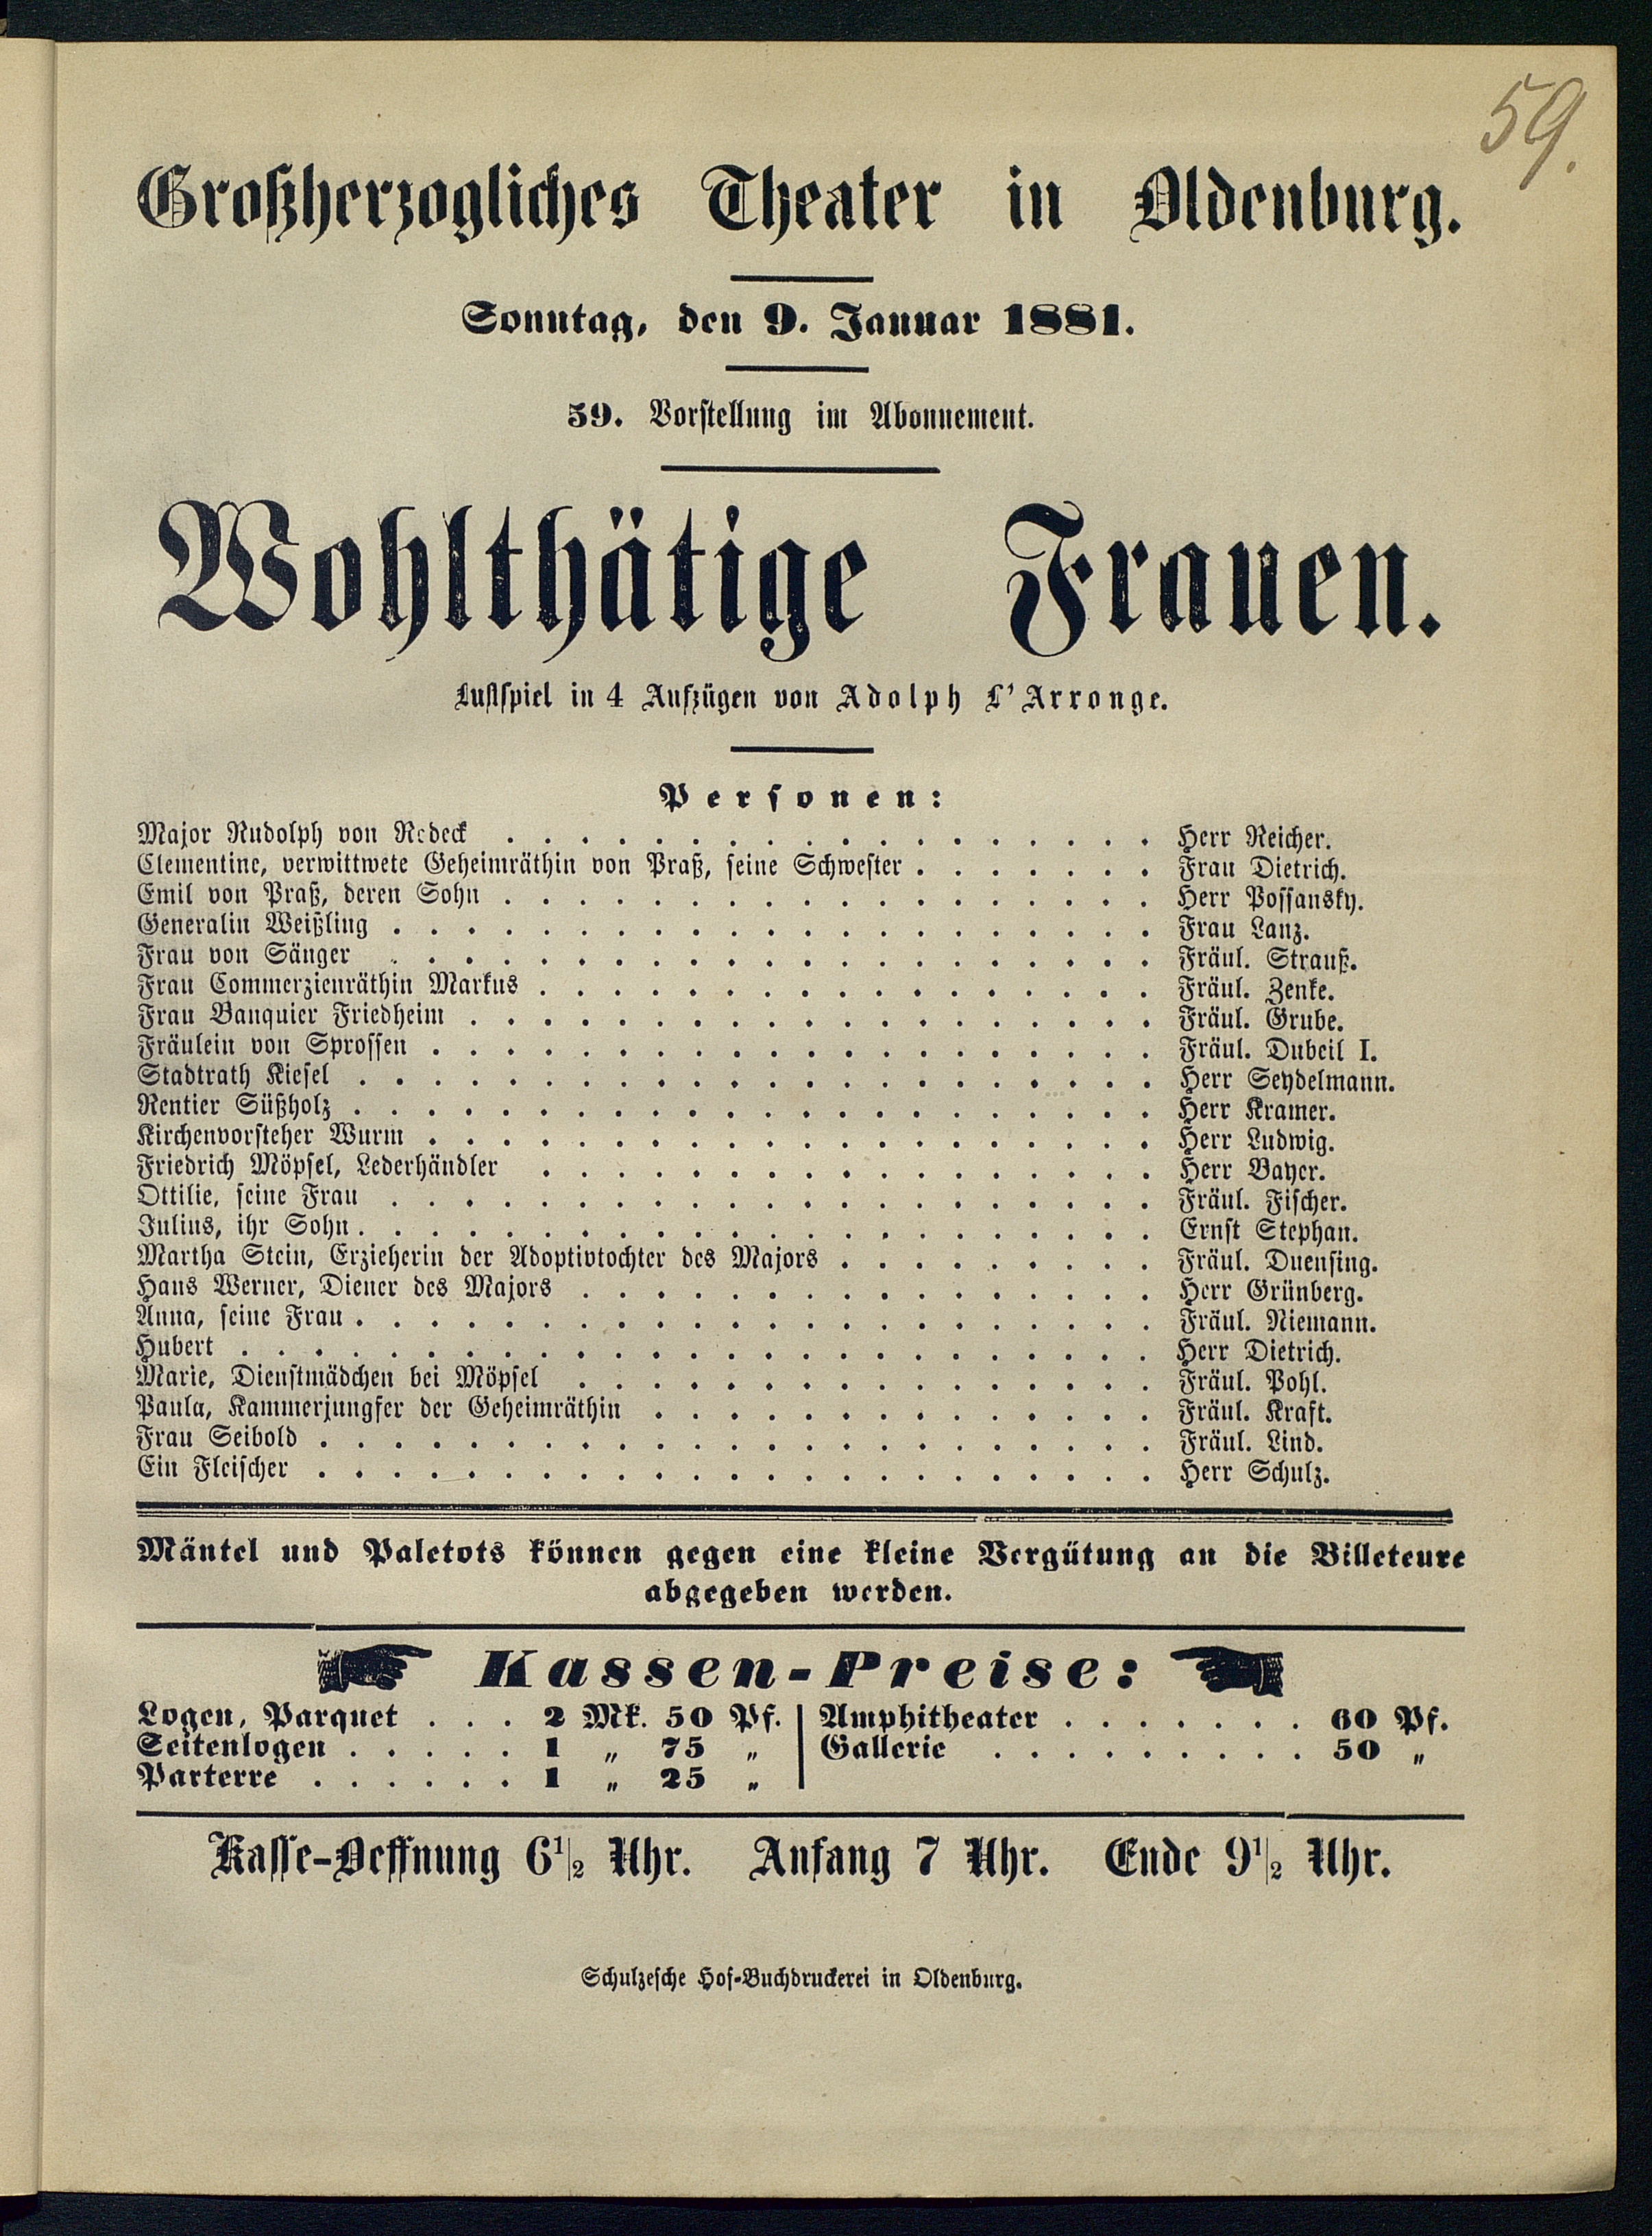 59.
Großherzogliches Theater in Oldenburg.
Sonntag, den 9. Januar 1881.
59. Vorstellung im Abonnement.
Wohlthätige Frauen.
Lustspiel in 4 Aufzügen von Adolph L'Arronge.
Personen:
Major Rudolph von Redeck . . . . . . . . . . . . . . . . . . Herr Reicher.
Clementine, verwittwete Geheimräthin von Praß, seine Schwester . . . . . . . Frau Dietrich.
Emil von Praß, deren Sohn . . . . . . . . . . . . . . . . . . Herr Possansky.
Generalin Weißling . . . . . . . . . . . . . . . . . . . . . Frau Lanz.
Frau von Sänger . . . . . . . . . . . . . . . . . . . . . Fräul. Strauß.
Frau Commerzienräthin Markus . . . . . . . . . . . . . . . . . Fräul. Zenke.
Frau Banquier Friedheim . . . . . . . . . . . . . . . . . . . Fräul. Grube.
Fräulein von Sprossen . . . . . . . . . . . . . . . . . . . . Fräul. Dubeil I.
Stadtrath Kiesel . . . . . . . . . . . . . . . . . . . . . . Herr Seydelmann.
Rentier Süßholz . . . . . . . . . . . . . . . . . . . . . . Herr Kramer.
Kirchenvorsteher Wurm . . . . . . . . . . . . . . . . . . . . Herr Ludwig.
Friedrich Möpsel, Lederhändler . . . . . . . . . . . . . . . . . Herr Bayer.
Ottilie, seine Frau . . . . . . . . . . . . . . . . . . . . . Fräul. Fischer.
Julius, ihr Sohn . . . . . . . . . . . . . . . . . . . . . . Ernst Stephan.
Martha Stein, Erzieherin der Adoptivtochter des Majors . . . . . . . . . Fräul. Duensing.
Hans Werner, Diener des Majors . . . . . . . . . . . . . . . . Herr Grünberg.
Anna, seine Frau . . . . . . . . . . . . . . . . . . . . . . Fräul. Niemann.
Hubert . . . . . . . . . . . . . . . . . . . . . . . . . Herr Dietrich.
Marie, Dienstmädchen bei Möpsel . . . . . . . . . . . . . . . . Fräul. Pohl.
Paula, Kammerjungfer der Geheimräthin . . . . . . . . . . . . . . Fräul. Kraft.
Frau Seibold . . . . . . . . . . . . . . . . . . . . . . . Fräul. Lind.
Ein Fleischer . . . . . . . . . . . . . . . . . . . . . . . Herr Schulz.
Mäntel und Paletots können gegen eine kleine Vergütung an die Billeteure
abgegeben werden.
Kassen-Preise:
Logen, Parquet . . . 2 Mk. 50 Pf.
Seitenlogen . . . . . 1 „ 75 „
Parterre . . . . . . 1 „ 25 „
Amphitheater . . . . . . . 60 Pf.
Gallerie . . . . . . . . . 50 „
Kasse-Oeffnung 6 1/2 Uhr. Anfang 7 Uhr. Ende 9 1/2 Uhr.
Schulzesche Hof-Buchdruckerei in Oldenburg.